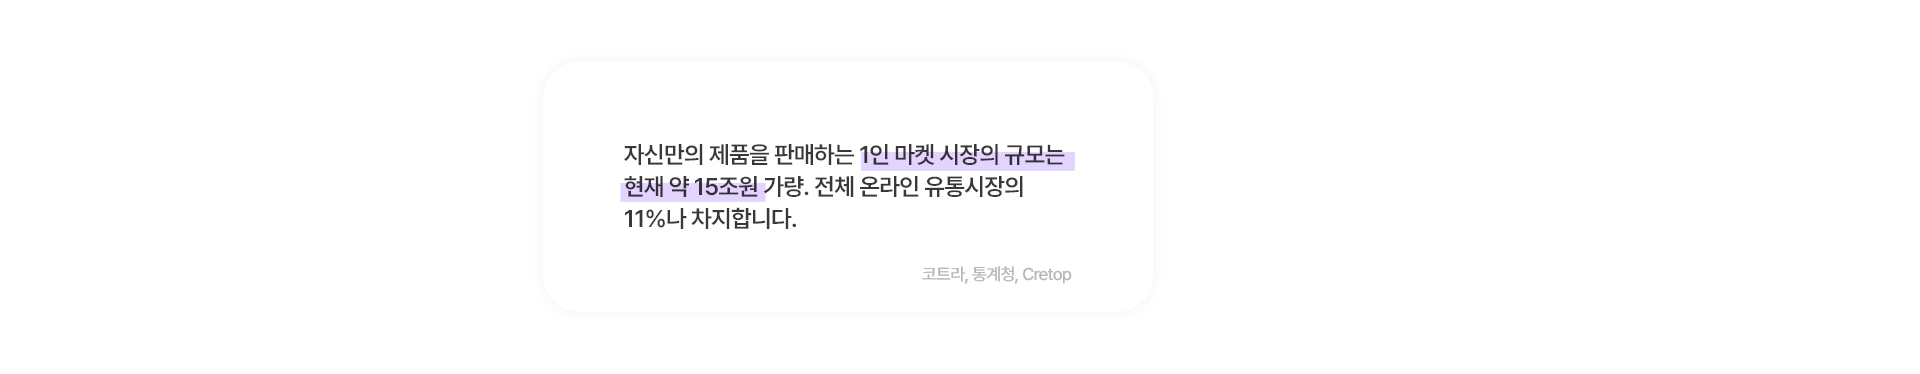 자신만의 제품을 판매하는 1인 마켓 시장의 규모는
현재 약 15조원 가량. 전체 온라인 유통시장의
11%나 차지합니다.
코트라, 통계청, Cretop